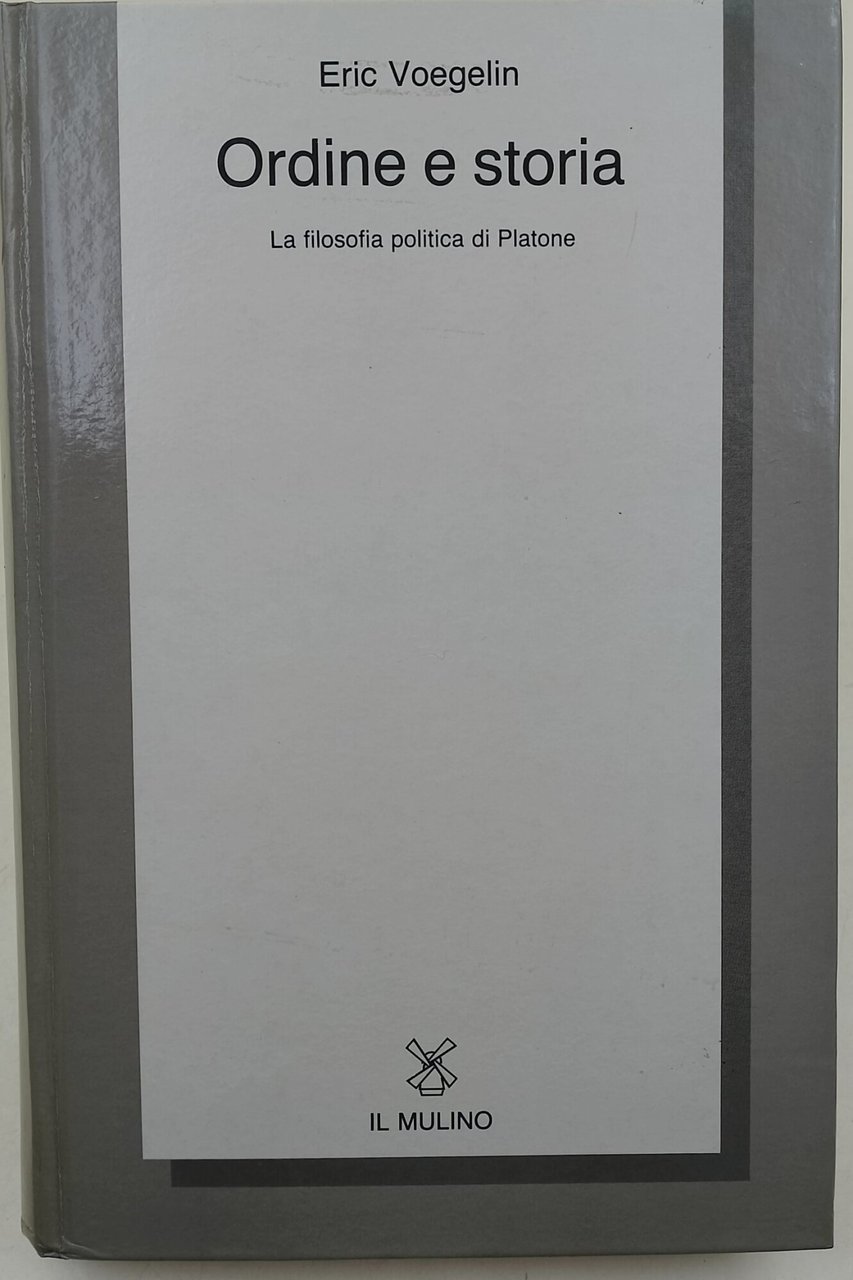 Eric Voegelin
Ordine e storia
La filosofia politica di Platone
IL MULINO